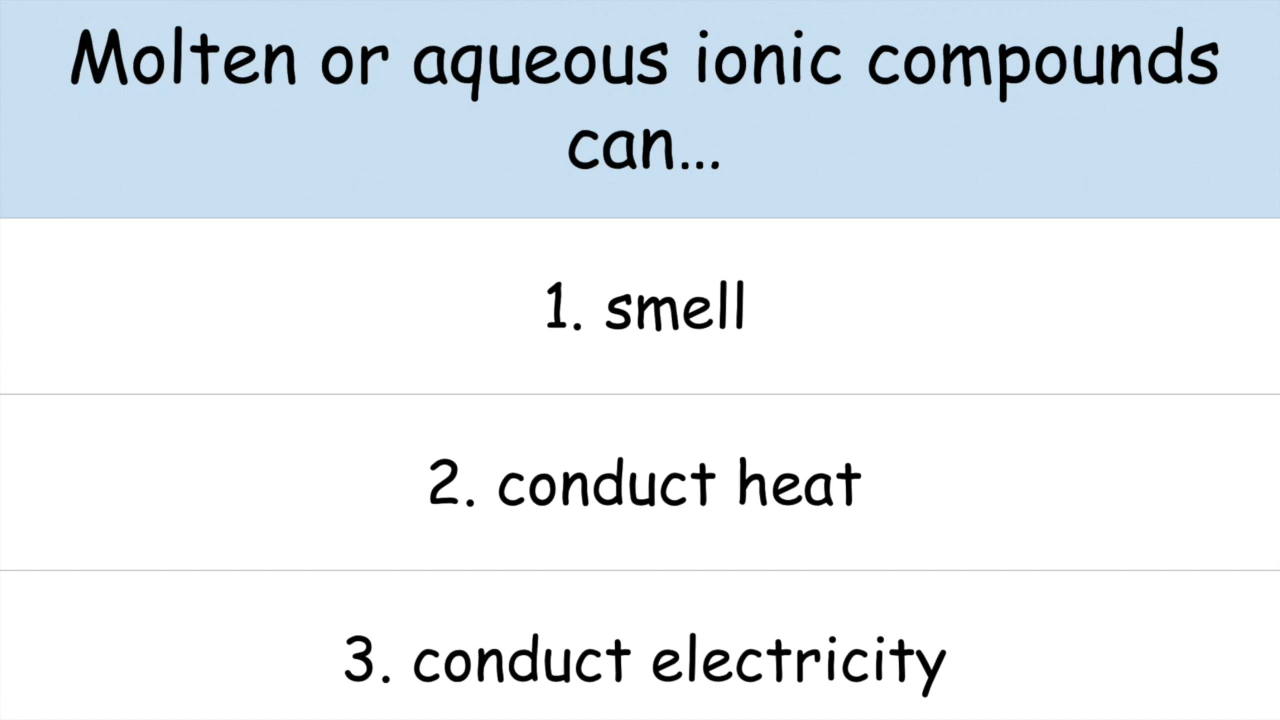 Molten or aqueous ionic compounds
can...
1. smell
2. conduct heat
3. conduct electricity